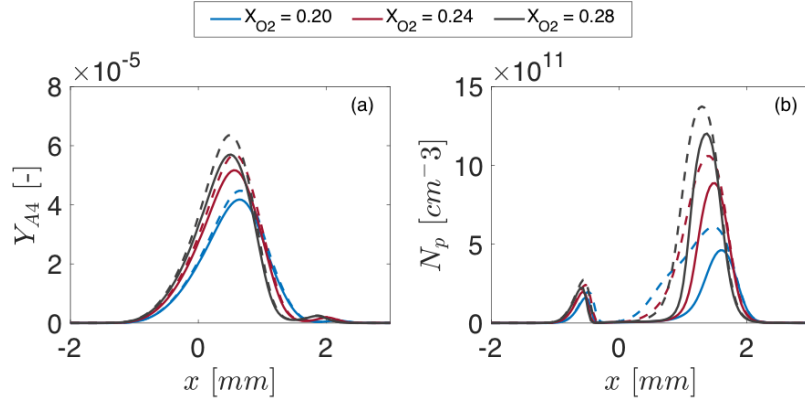 X_O2 = 0.20 X_O2 = 0.24 X_O2 = 0.28
×10^-5
(a)
8
6
4
2
0
Y_A4 [-]
-2 0 2
x [mm]
×10^11
(b)
15
10
5
0
N_p [cm^-3]
-2 0 2
x [mm]